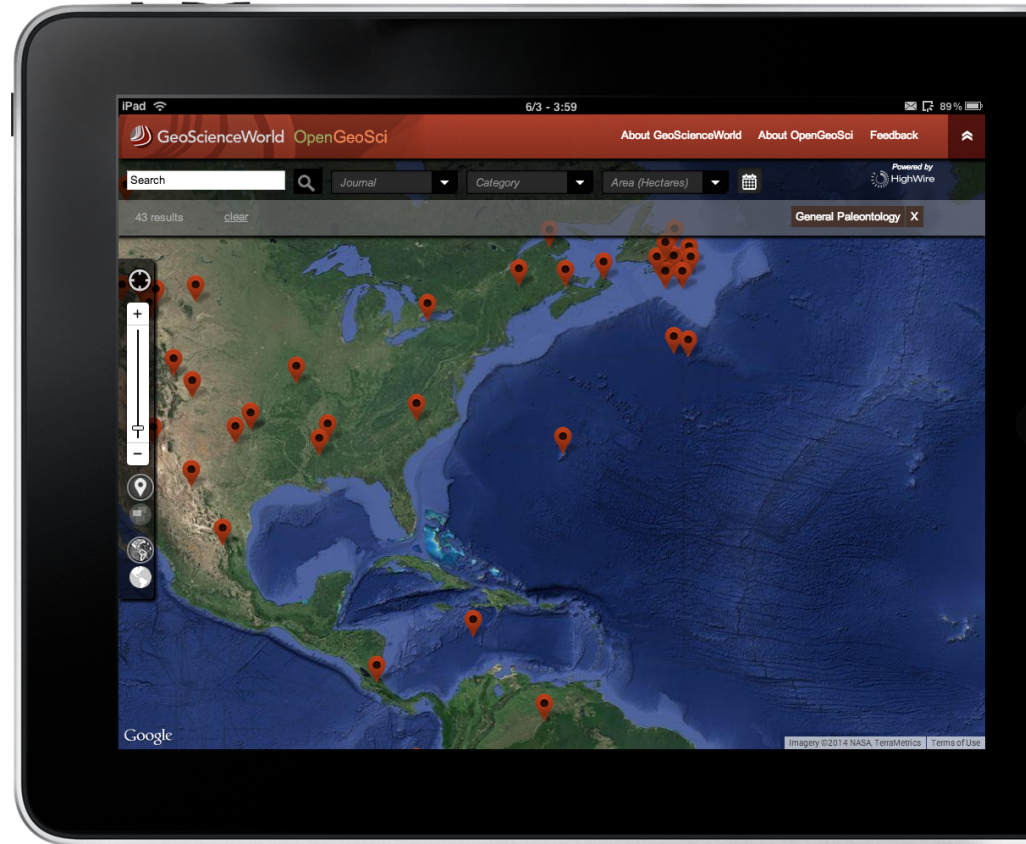 iPad 6/3 - 3:59 89%
GeoScienceWorld OpenGeoSci About GeoScienceWorld About OpenGeoSci Feedback
Search Journal Category Area (Hectares) Powered by
HighWire
43 results clear General Paleontology X
+
−
Google Imagery ©2014 NASA, TerraMetrics Terms of Use